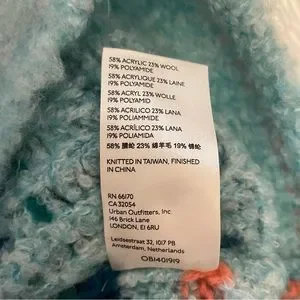 58% ACRYLIC 23% WOOL
19% POLYAMIDE
58% ACRYLIQUE 23% LAINE
19% POLYAMIDE
58% ACRYL 23% WOLLE
19% POLYAMID
58% ACRILICO 23% LANA
19% POLIAMMIDE
58% ACRÍLICO 23% LANA
19% POLIAMIDA
58% 腈纶 23% 绵羊毛 19% 锦纶
KNITTED IN TAIWAN, FINISHED
IN CHINA
RN 66170
CA 32054
Urban Outfitters, Inc
146 Brick Lane
LONDON, E1 6RU
Leidsestraat 32, 1017 PB
Amsterdam, Netherlands
OB1401919